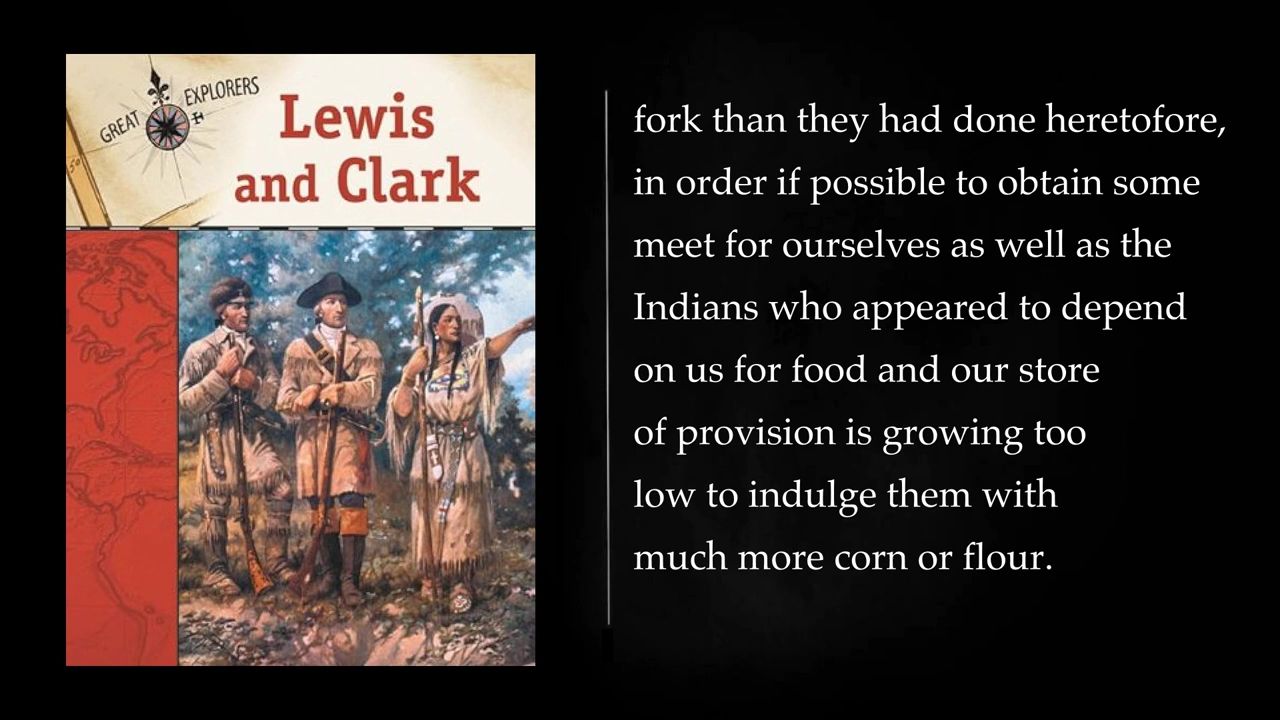 GREAT EXPLORERS
Lewis
and Clark
50
fork than they had done heretofore,
in order if possible to obtain some
meet for ourselves as well as the
Indians who appeared to depend
on us for food and our store
of provision is growing too
low to indulge them with
much more corn or flour.